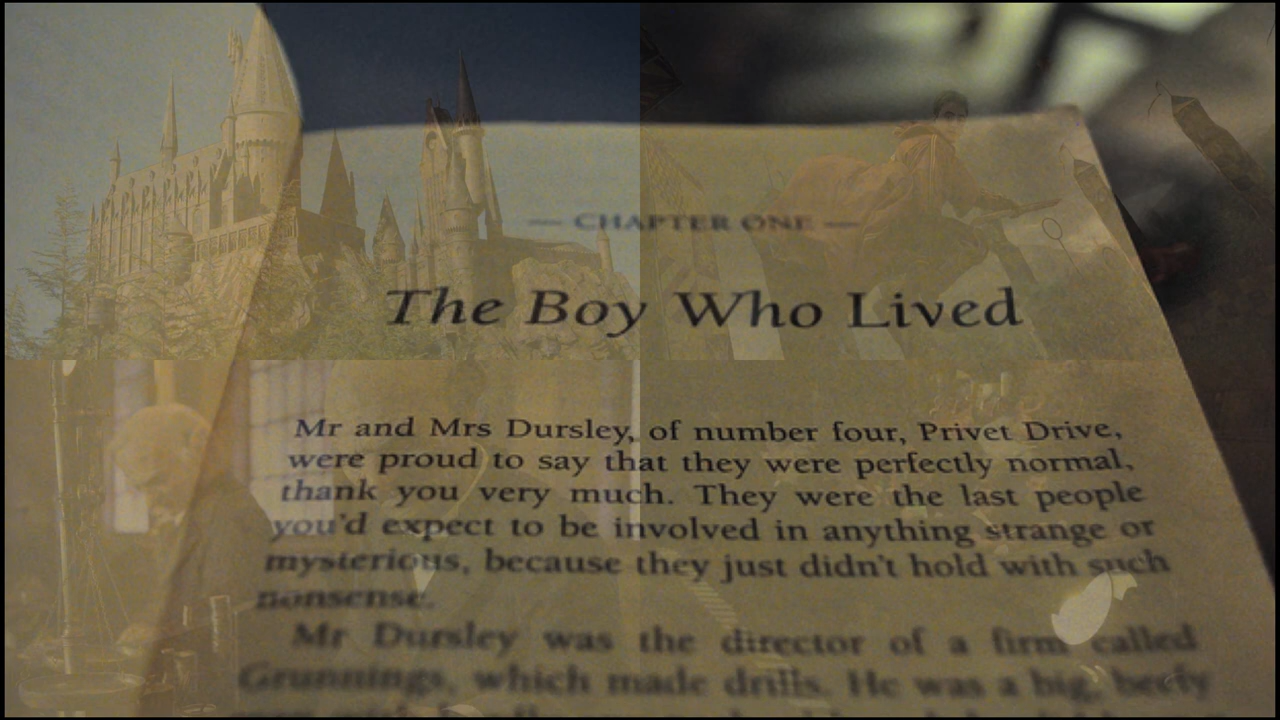 — CHAPTER ONE —
The Boy Who Lived
Mr and Mrs Dursley, of number four, Privet Drive,
were proud to say that they were perfectly normal,
thank you very much. They were the last people
you'd expect to be involved in anything strange or
mysterious, because they just didn't hold with such
nonsense.
Mr Dursley was the director of a firm called
Grunnings, which made drills. He was a big, beefy